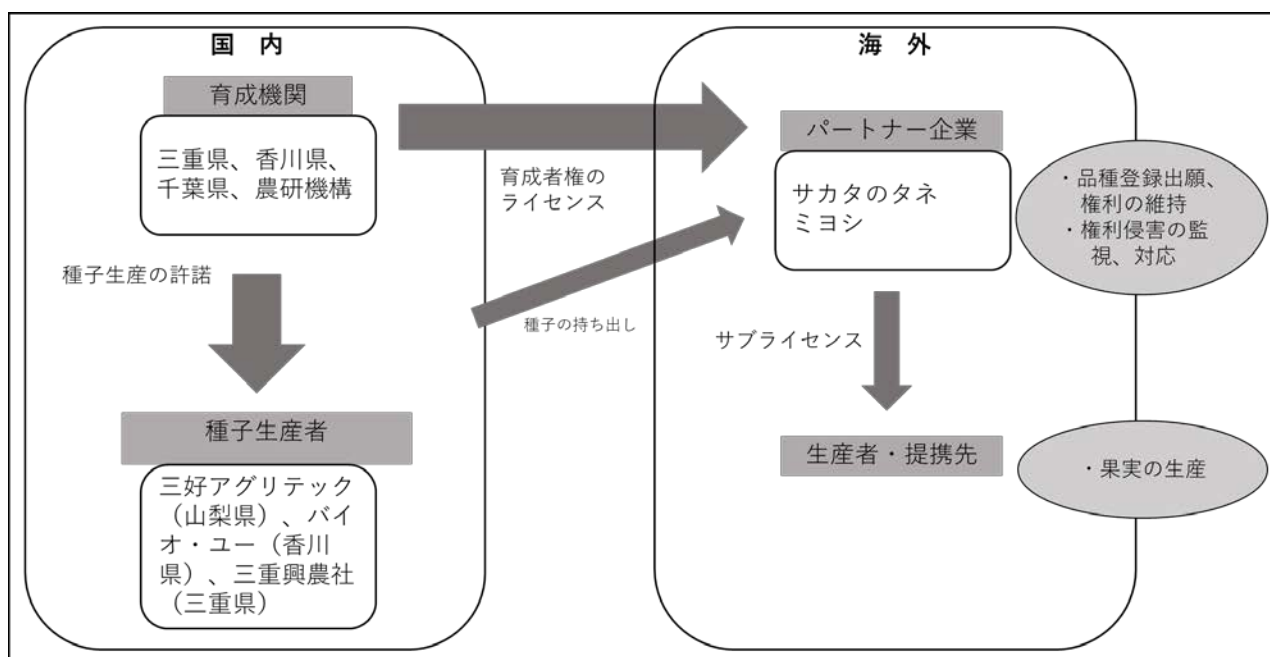 国 内
育成機関
三重県、香川県、
千葉県、農研機構
種子生産の許諾
種子生産者
三好アグリテック
(山梨県)、バイ
オ・ユー(香川
県)、三重興農社
(三重県)
育成者権の
ライセンス
種子の持ち出し
海 外
パートナー企業
サカタのタネ
ミヨシ
・品種登録出願、
権利の維持
・権利侵害の監
視、対応
サブライセンス
生産者・提携先
・果実の生産